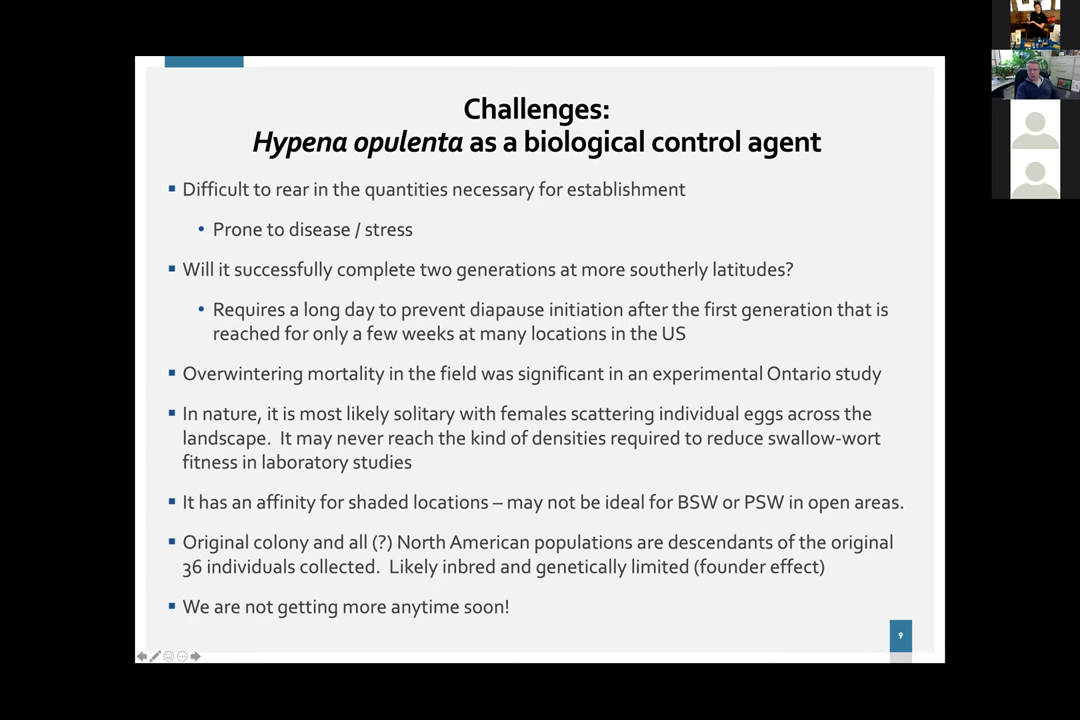 Challenges:
Hypena opulenta as a biological control agent
▪ Difficult to rear in the quantities necessary for establishment
• Prone to disease / stress
▪ Will it successfully complete two generations at more southerly latitudes?
• Requires a long day to prevent diapause initiation after the first generation that is
reached for only a few weeks at many locations in the US
▪ Overwintering mortality in the field was significant in an experimental Ontario study
▪ In nature, it is most likely solitary with females scattering individual eggs across the
landscape. It may never reach the kind of densities required to reduce swallow-wort
fitness in laboratory studies
▪ It has an affinity for shaded locations – may not be ideal for BSW or PSW in open areas.
▪ Original colony and all (?) North American populations are descendants of the original
36 individuals collected. Likely inbred and genetically limited (founder effect)
▪ We are not getting more anytime soon!
9